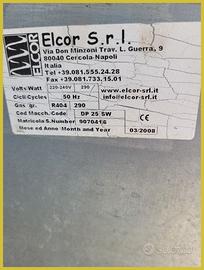 ELCOR
Elcor S.r.l.
Via Don Minzoni Trav. L. Guerra, 9
80040 Cercola-Napoli
Italia
Tel +39.081.555.24.28
Fax +39.081.733.15.01
Volts Watt 220-240V 290 info@elcor-srl.it
Cicli Cycles 50 Hz www.elcor-srl.it
Gas gr. R404 290
Cod Macch. Code DP 25 SW
Matricola S.Number 9070416
Mese ed Anno Month and Year 03/2008
CE
subito